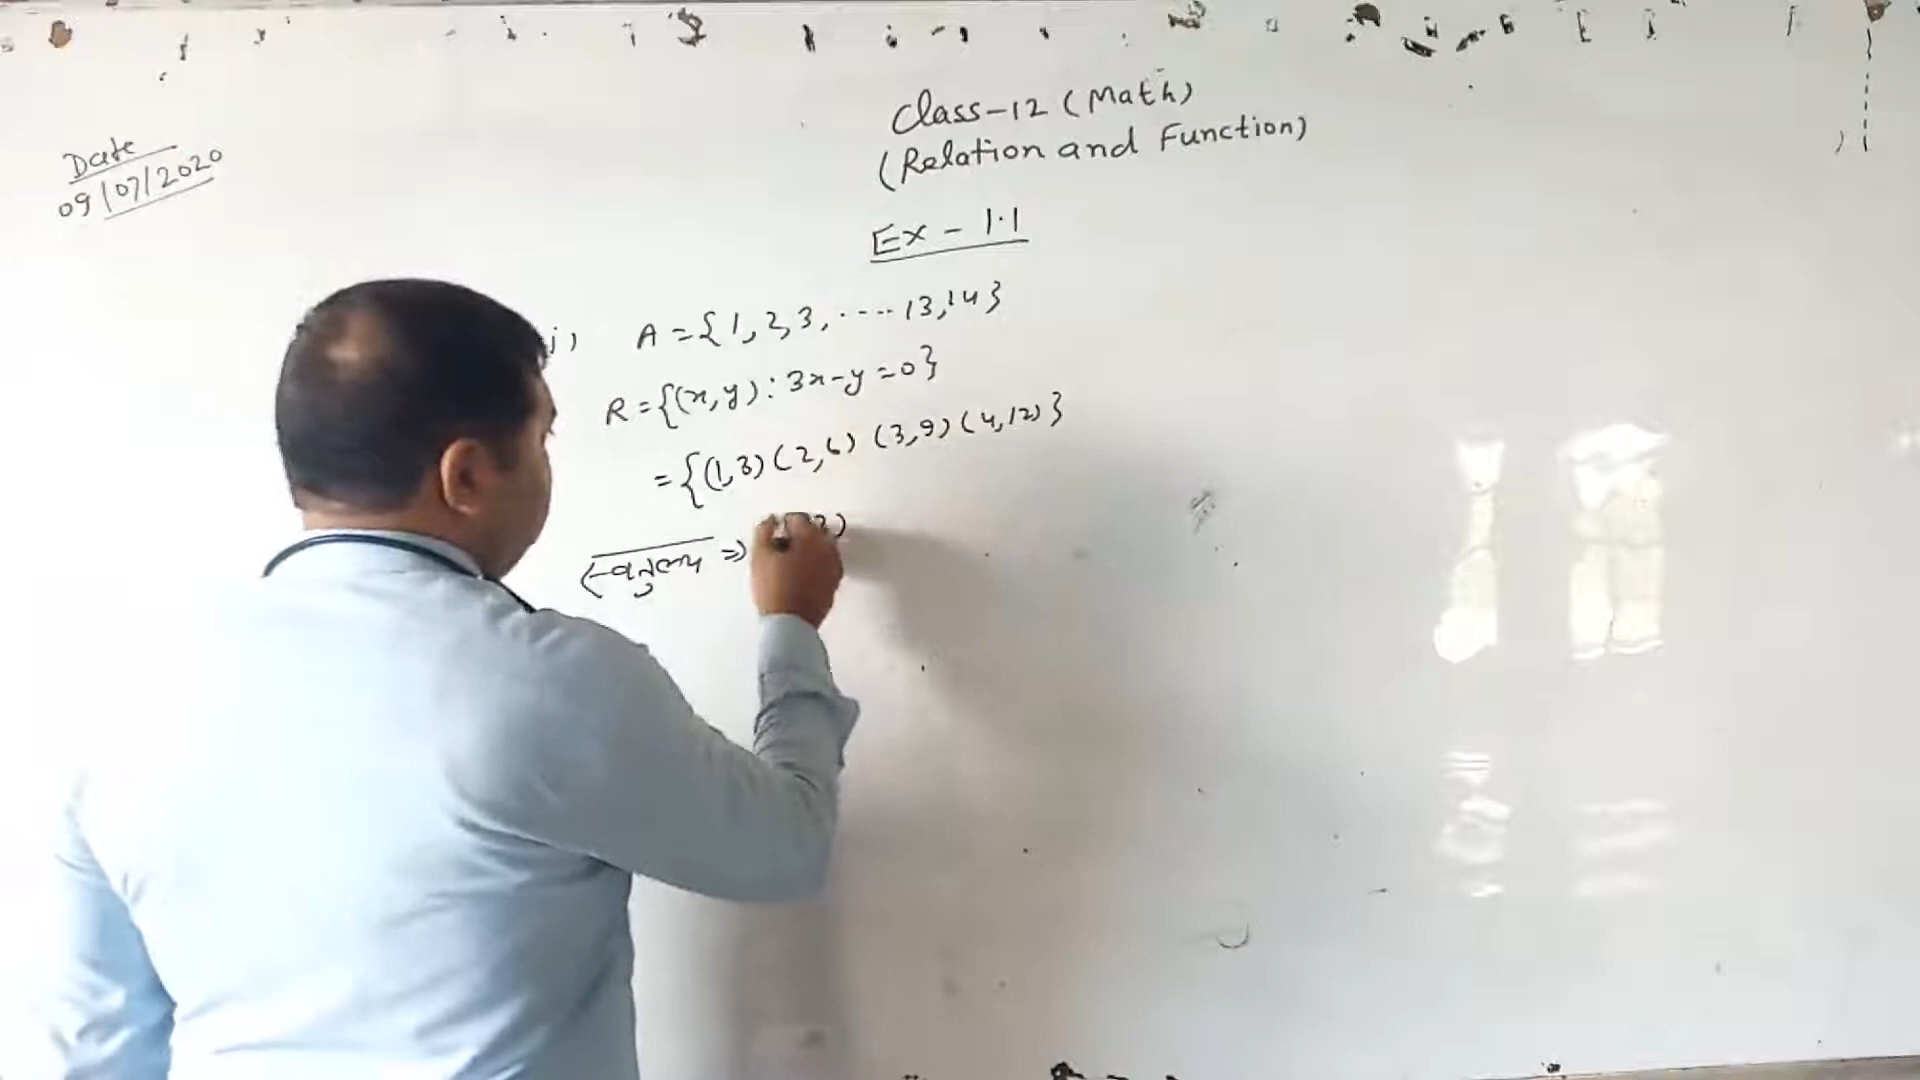 Date
09/07/2020
Class-12 (Math)
(Relation and Function)
Ex - 1.1
i) A = {1, 2, 3, ..... 13, 14}
R = {(x, y) : 3x - y = 0}
= {(1, 3) (2, 6) (3, 9) (4, 12)}
स्वतुल्य ⇒